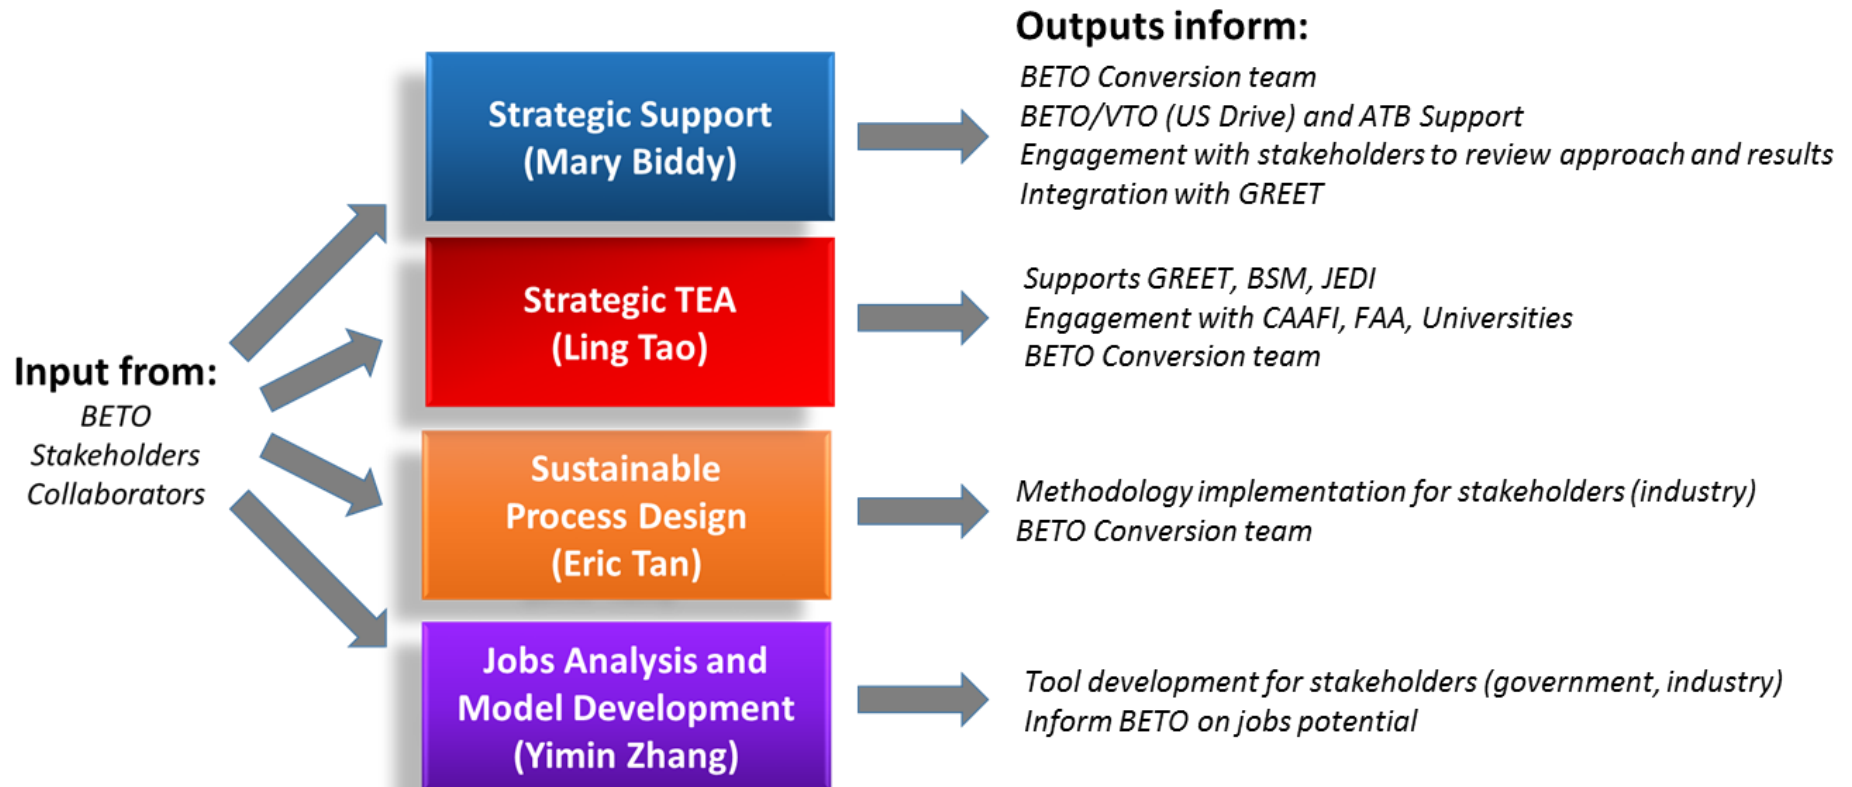 Input from:
BETO
Stakeholders
Collaborators
Strategic Support
(Mary Biddy)
Strategic TEA
(Ling Tao)
Sustainable
Process Design
(Eric Tan)
Jobs Analysis and
Model Development
(Yimin Zhang)
Outputs inform:
BETO Conversion team
BETO/VTO (US Drive) and ATB Support
Engagement with stakeholders to review approach and results
Integration with GREET
Supports GREET, BSM, JEDI
Engagement with CAAFI, FAA, Universities
BETO Conversion team
Methodology implementation for stakeholders (industry)
BETO Conversion team
Tool development for stakeholders (government, industry)
Inform BETO on jobs potential